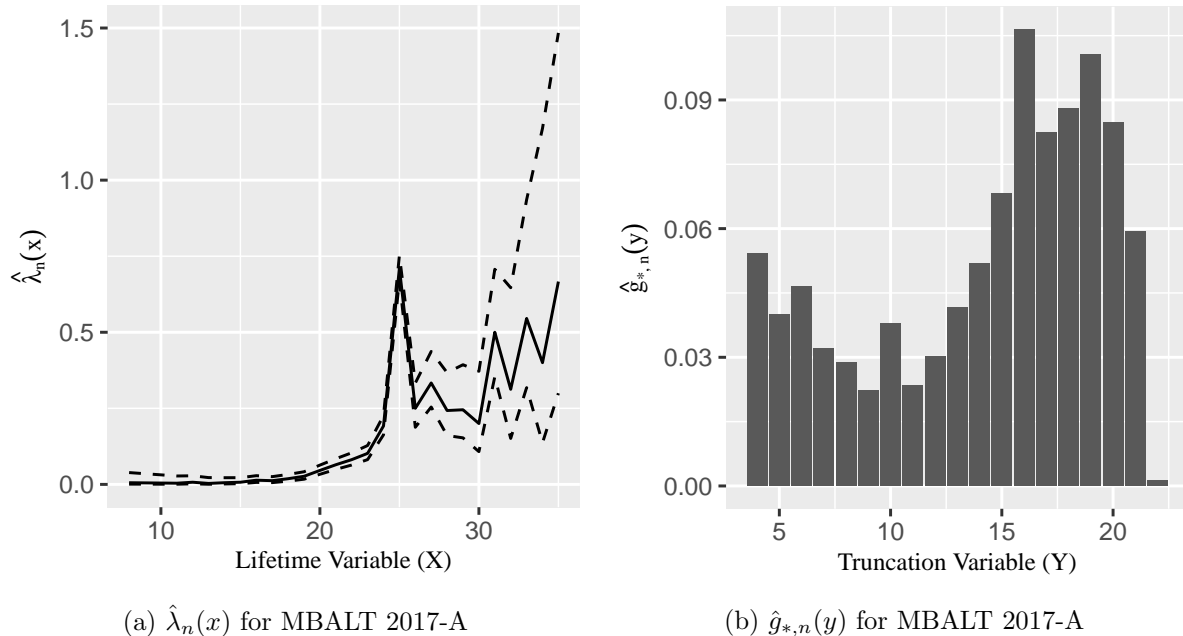 1.5
1.0
0.5
0.0
λ̂ₙ(x)
10
20
30
Lifetime Variable (X)
(a) λ̂ₙ(x) for MBALT 2017-A
0.09
0.06
0.03
0.00
ĝ*,ₙ(y)
5
10
15
20
Truncation Variable (Y)
(b) ĝ*,ₙ(y) for MBALT 2017-A